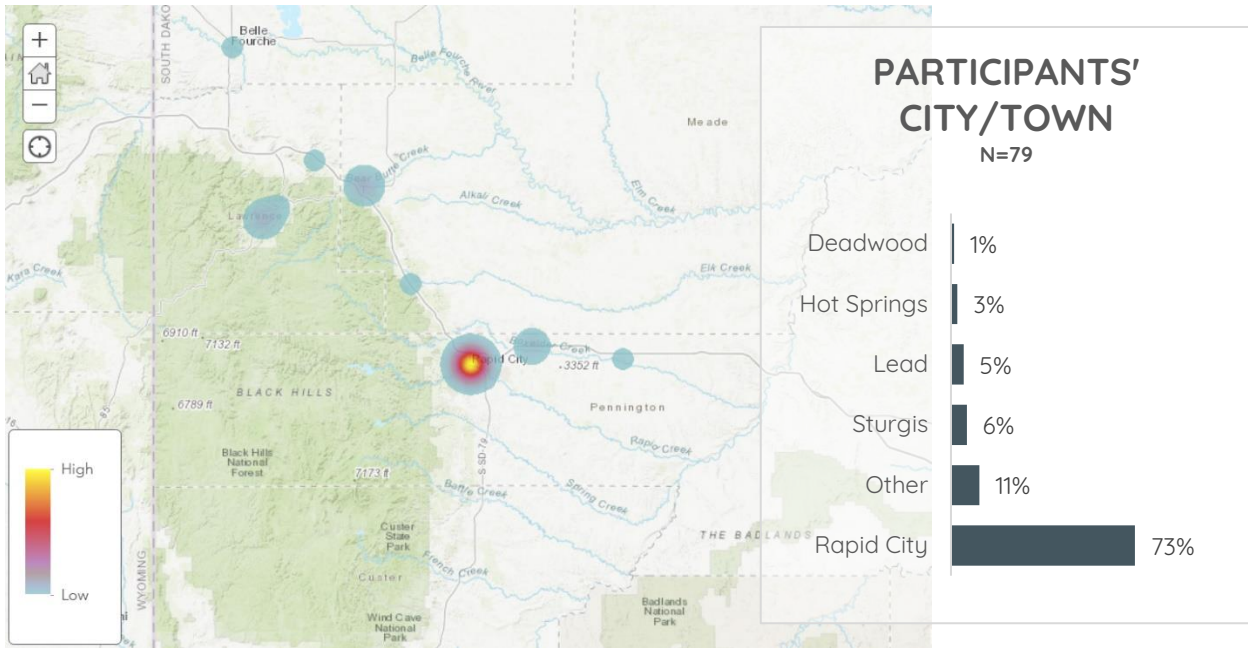 +
−
SOUTH DAKO
Belle
Fourche
Belle Fourche River
Meade
Elm Creek
Bear Butte Creek
Alkali Creek
Lawrence
Elk Creek
Kara Creek
6910 ft
7132 ft
Rapid City
3352 ft
BLACK HILLS
6789 ft
Pennington
85
S SD-79
Rapid Creek
Black Hills
National
Forest
7173 ft
Battle Creek
Spring Creek
Custer
State
Park
THE BADLANDS
French Creek
Custer
WYOMING
Wind Cave
National
Park
Badlands
National
Park
High
Low
PARTICIPANTS'
CITY/TOWN
N=79
Deadwood 1%
Hot Springs 3%
Lead 5%
Sturgis 6%
Other 11%
Rapid City 73%